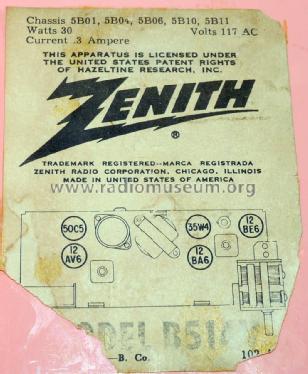 Chassis 5B01, 5B04, 5B06, 5B10, 5B11
Watts 30 Volts 117 AC
Current .3 Ampere
THIS APPARATUS IS LICENSED UNDER
THE UNITED STATES PATENT RIGHTS
OF HAZELTINE RESEARCH, INC.
ZENITH
®
TRADEMARK REGISTERED--MARCA REGISTRADA
ZENITH RADIO CORPORATION, CHICAGO, ILLINOIS
MADE IN UNITED STATES OF AMERICA
© www.radiomuseum.org
50C5
35W4
12
BE6
12
AV6
12
BA6
B. Co.